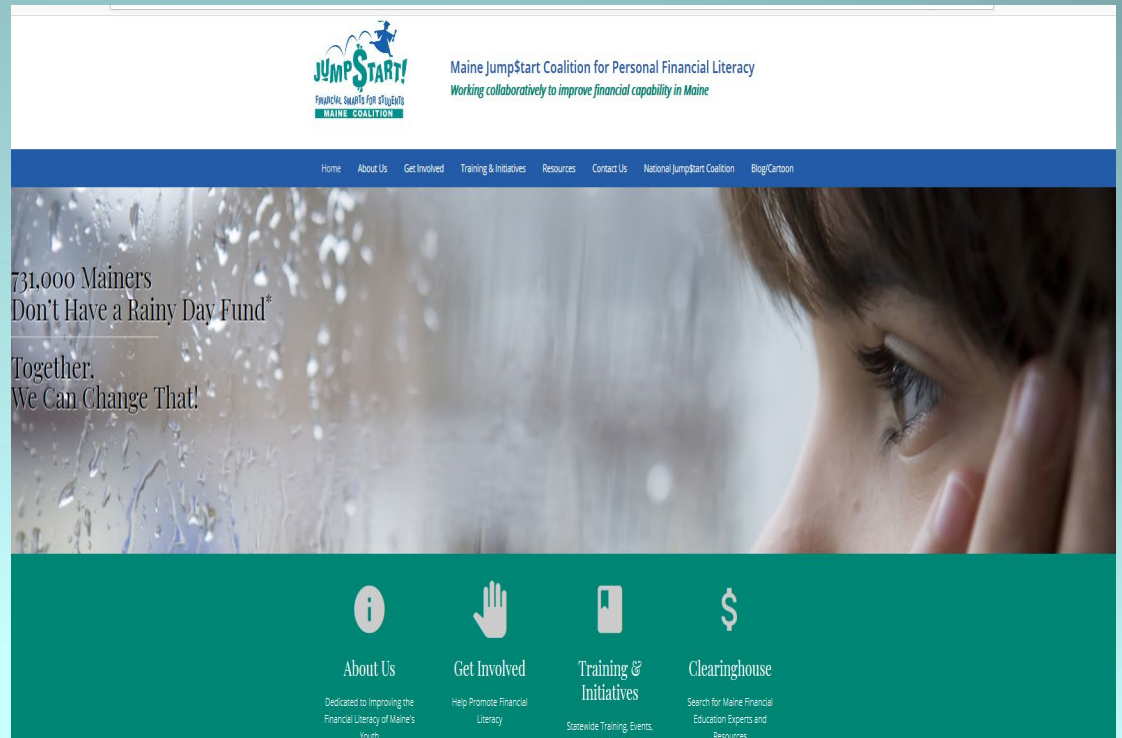 JUMP$TART!
FINANCIAL SMARTS FOR STUDENTS
MAINE COALITION
Maine Jump$tart Coalition for Personal Financial Literacy
Working collaboratively to improve financial capability in Maine
Home About Us Get Involved Training & Initiatives Resources Contact Us National Jump$tart Coalition Blog/Cartoon
731,000 Mainers
Don't Have a Rainy Day Fund*
Together,
We Can Change That!
About Us
Dedicated to Improving the
Financial Literacy of Maine's
Youth
Get Involved
Help Promote Financial
Literacy
Training &
Initiatives
Statewide Training, Events,
Clearinghouse
Search for Maine Financial
Education Experts and
Resources